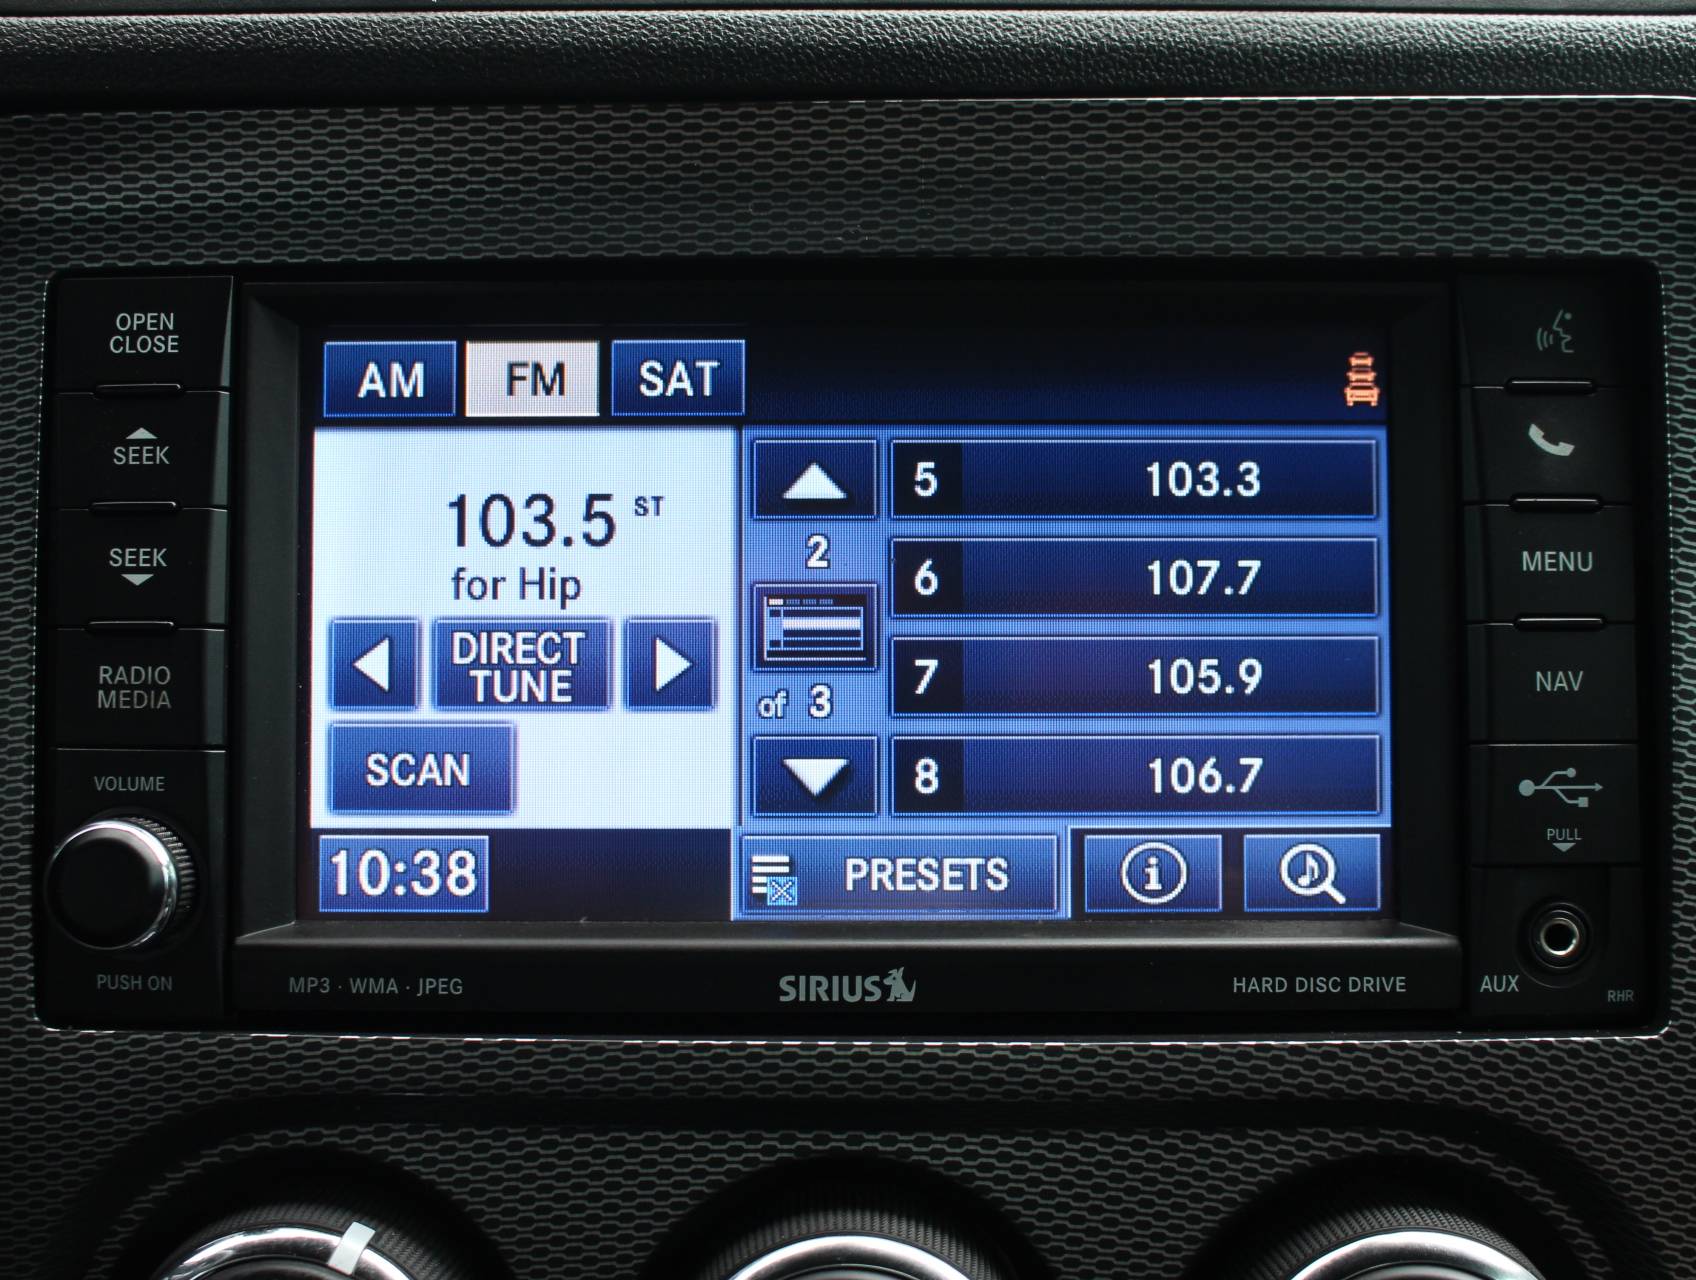 OPEN
CLOSE
SEEK
SEEK
RADIO
MEDIA
VOLUME
PUSH ON
AM FM SAT
103.5 ST
for Hip
DIRECT
TUNE
SCAN
10:38
2
of 3
5 103.3
6 107.7
7 105.9
8 106.7
PRESETS
i
MP3 · WMA · JPEG
SIRIUS
HARD DISC DRIVE
MENU
NAV
PULL
AUX
RHR